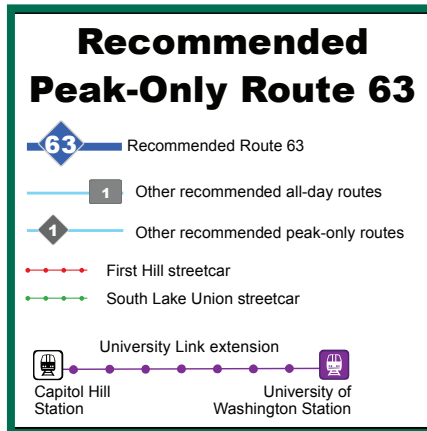 Recommended
Peak-Only Route 63
63 Recommended Route 63
1 Other recommended all-day routes
1 Other recommended peak-only routes
First Hill streetcar
South Lake Union streetcar
University Link extension
Capitol Hill
Station
University of
Washington Station